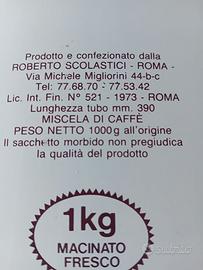 Prodotto e confezionato dalla
ROBERTO SCOLASTICI - ROMA -
Via Michele Migliorini 44-b-c
Tel. 77.68.70 - 77.53.42
Lic. Int. Fin. N° 521 - 1973 - ROMA
Lunghezza tubo mm. 390
MISCELA DI CAFFÈ
PESO NETTO 1000g all'origine
Il sacchetto morbido non pregiudica
la qualità del prodotto
1kg
MACINATO
FRESCO